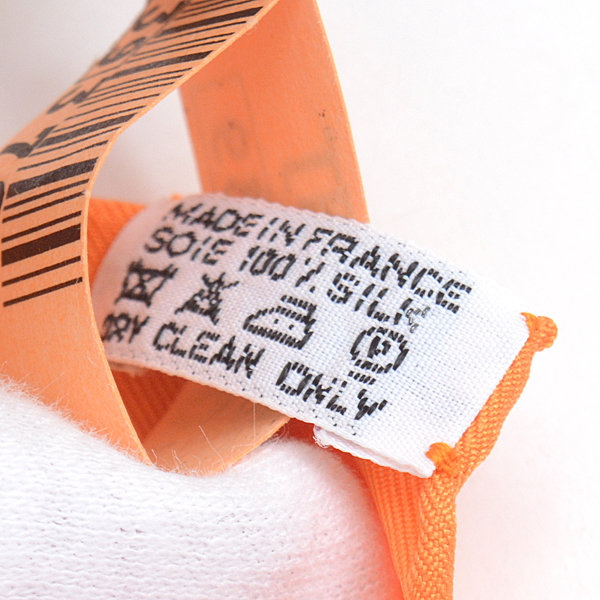 MADE IN FRANCE
SOIE 100% SILK
P
DRY CLEAN ONLY